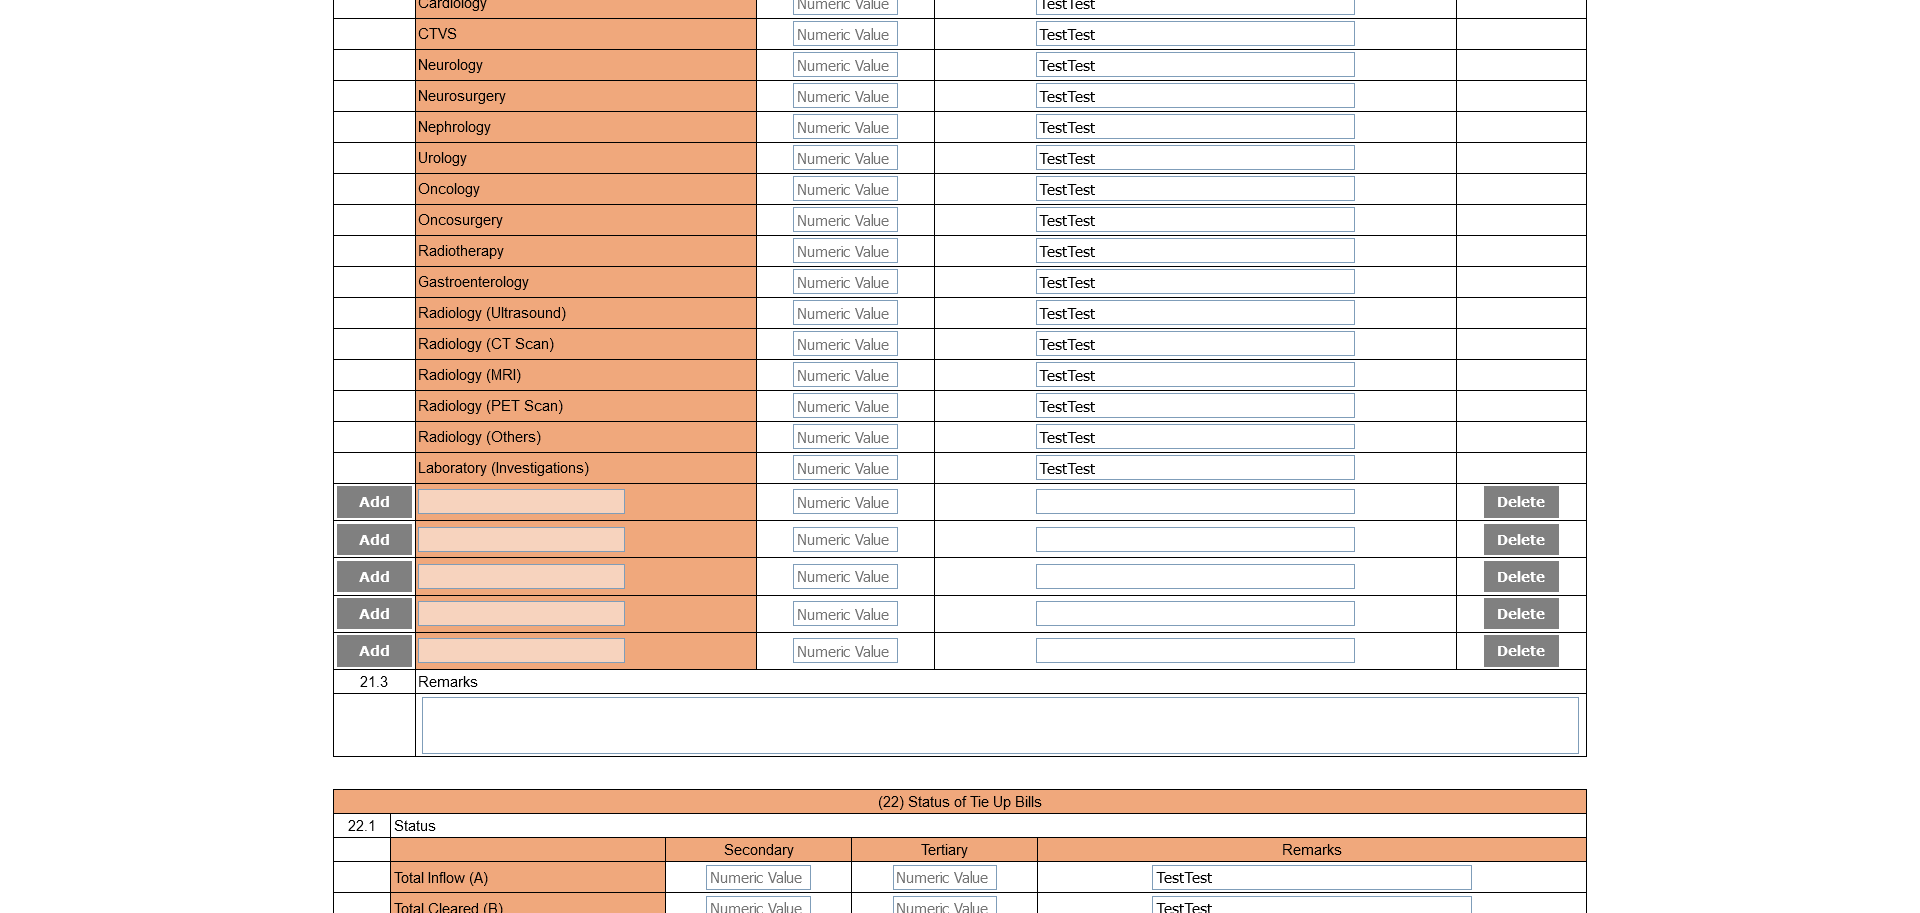 Cardiology Numeric Value TestTest
CTVS Numeric Value TestTest
Neurology Numeric Value TestTest
Neurosurgery Numeric Value TestTest
Nephrology Numeric Value TestTest
Urology Numeric Value TestTest
Oncology Numeric Value TestTest
Oncosurgery Numeric Value TestTest
Radiotherapy Numeric Value TestTest
Gastroenterology Numeric Value TestTest
Radiology (Ultrasound) Numeric Value TestTest
Radiology (CT Scan) Numeric Value TestTest
Radiology (MRI) Numeric Value TestTest
Radiology (PET Scan) Numeric Value TestTest
Radiology (Others) Numeric Value TestTest
Laboratory (Investigations) Numeric Value TestTest
Add Numeric Value Delete
Add Numeric Value Delete
Add Numeric Value Delete
Add Numeric Value Delete
Add Numeric Value Delete
21.3 Remarks
(22) Status of Tie Up Bills
22.1 Status
Secondary Tertiary Remarks
Total Inflow (A) Numeric Value Numeric Value TestTest
Total Cleared (B) Numeric Value Numeric Value TestTest